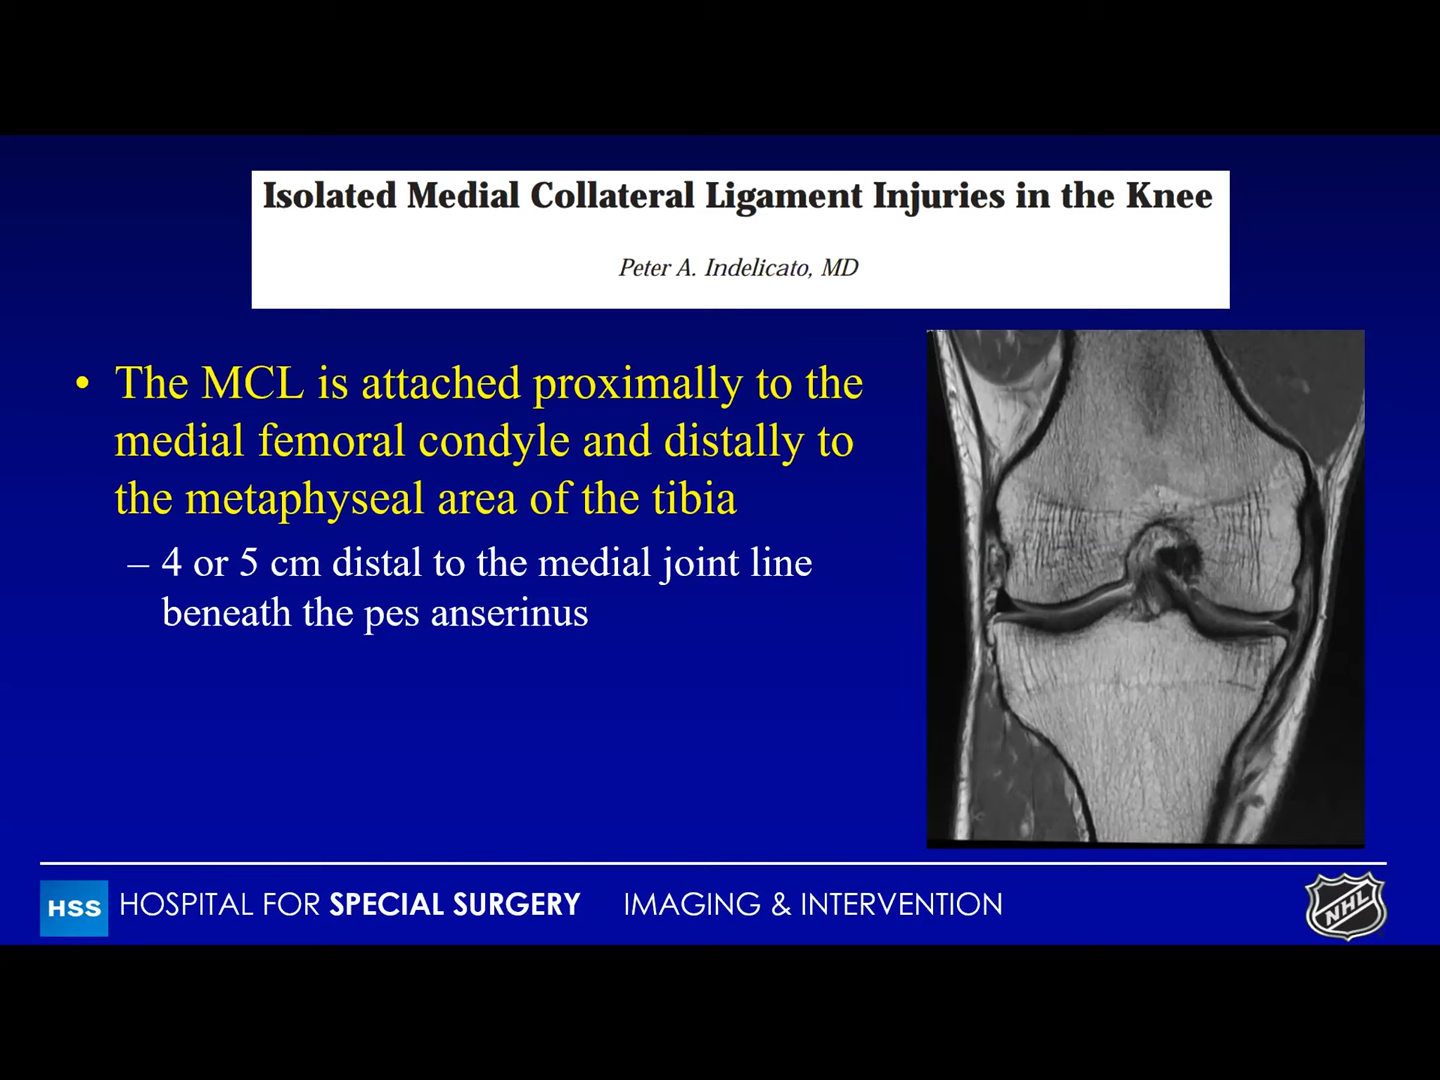 Isolated Medial Collateral Ligament Injuries in the Knee
Peter A. Indelicato, MD
• The MCL is attached proximally to the
medial femoral condyle and distally to
the metaphyseal area of the tibia
– 4 or 5 cm distal to the medial joint line
beneath the pes anserinus
HSS HOSPITAL FOR SPECIAL SURGERY IMAGING & INTERVENTION
NHL